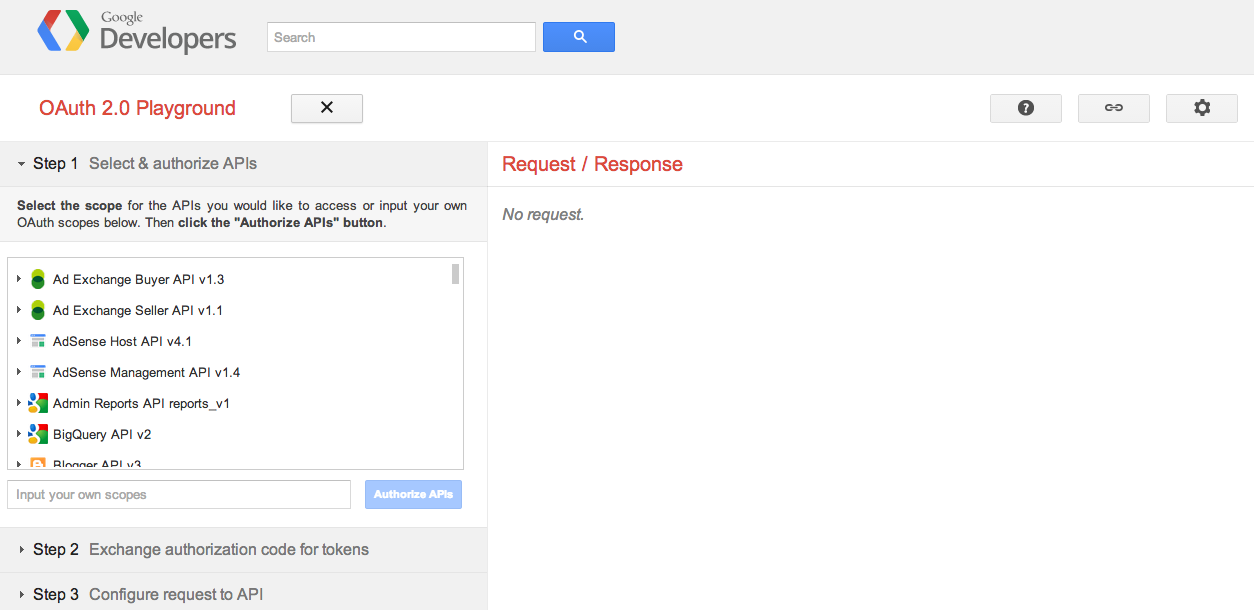 Google
Developers
Search
OAuth 2.0 Playground
Step 1 Select & authorize APIs
Select the scope for the APIs you would like to access or input your own
OAuth scopes below. Then click the "Authorize APIs" button.
Ad Exchange Buyer API v1.3
Ad Exchange Seller API v1.1
AdSense Host API v4.1
AdSense Management API v1.4
Admin Reports API reports_v1
BigQuery API v2
Blogger API v3
Input your own scopes
Authorize APIs
Step 2 Exchange authorization code for tokens
Step 3 Configure request to API
Request / Response
No request.